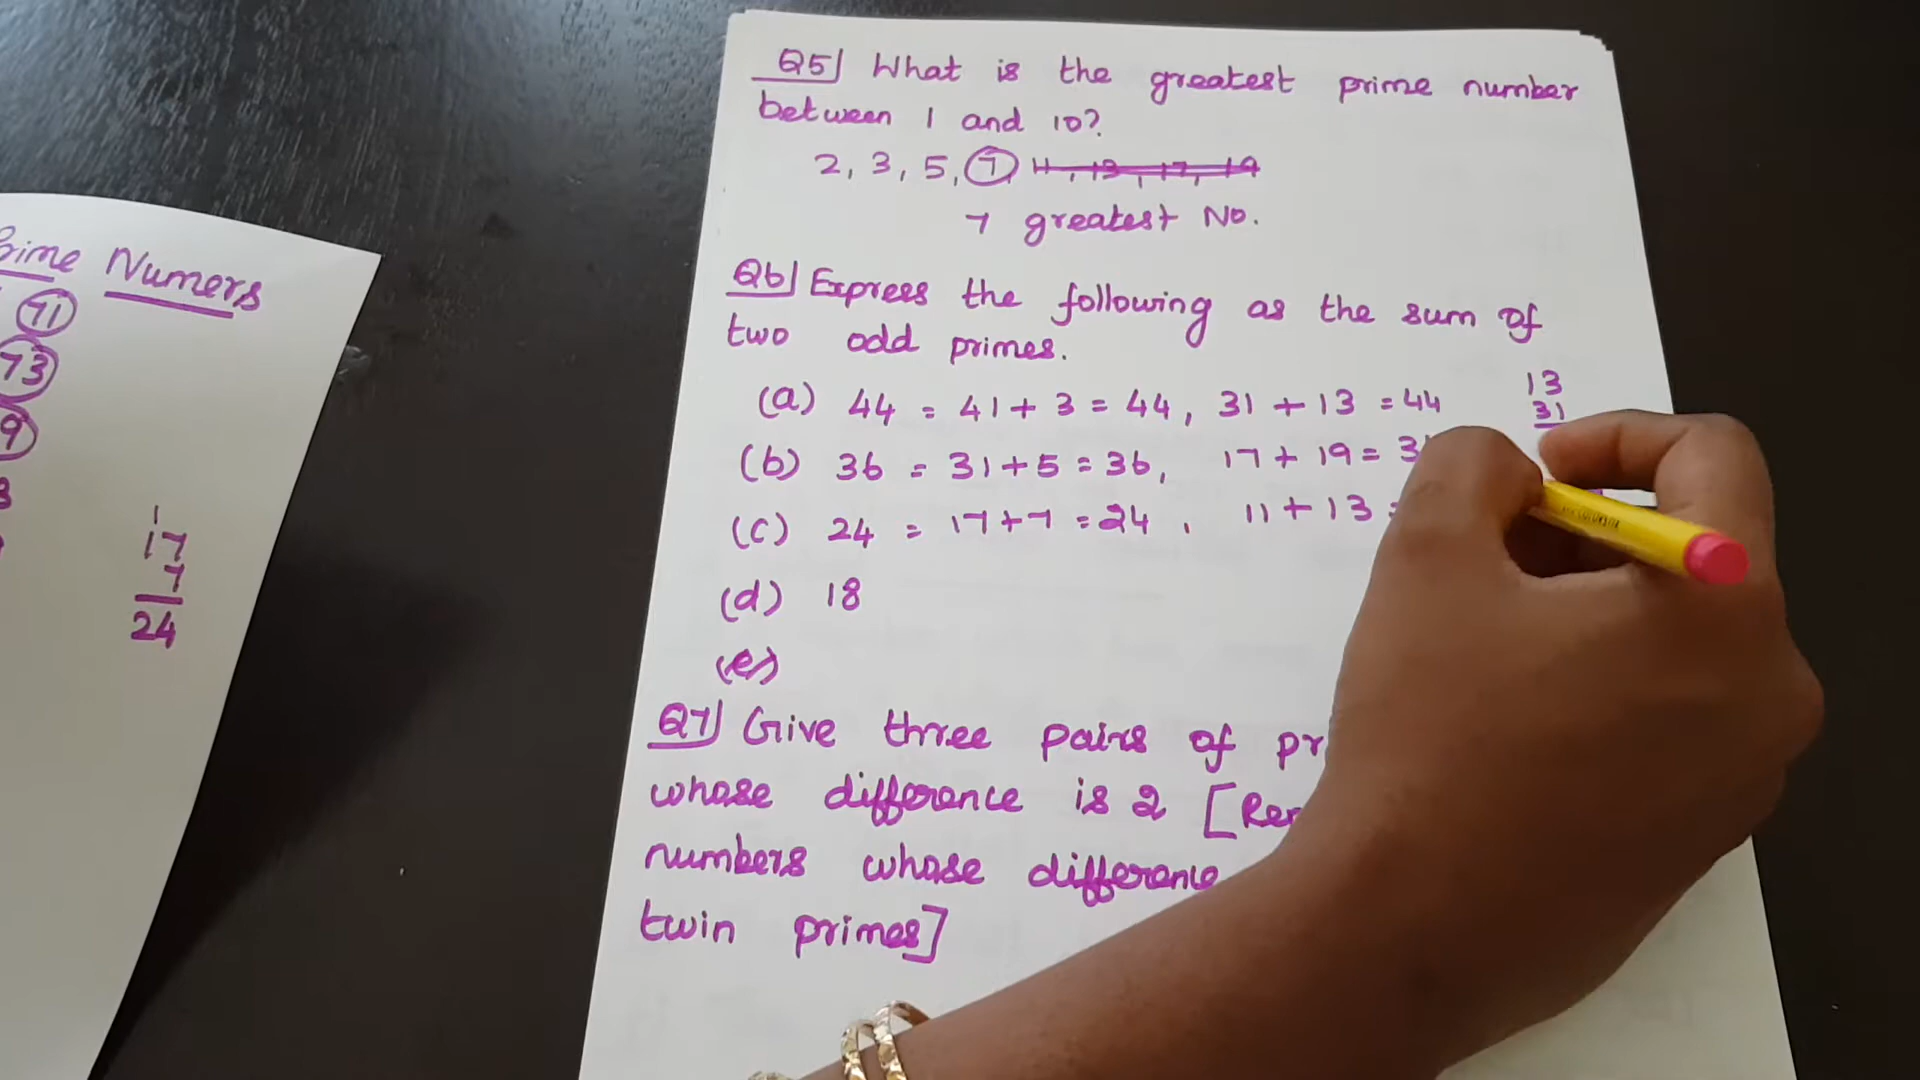 Prime Numers
71
73
17
7
24
Q5 What is the greatest prime number
between 1 and 10?
2, 3, 5, 7, 11, 13, 17, 19
7 greatest No.
Q6 Express the following as the sum of
two odd primes.
(a) 44 = 41 + 3 = 44, 31 + 13 = 44
13
31
(b) 36 = 31 + 5 = 36, 17 + 19 =
(c) 24 = 17 + 7 = 24, 11 + 13 =
(d) 18
(e)
Q7 Give three pairs of
whose difference is 2 [
numbers whose difference
twin primes]